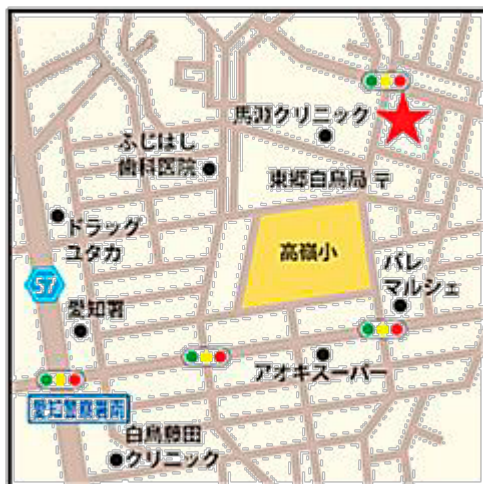 馬渕クリニック
ふじはし
歯科医院
東郷白鳥局〒
ドラッグ
ユタカ
高嶺小
57
パレ
マルシェ
愛知署
アオキスーパー
愛知警察署南
白鳥藤田
クリニック